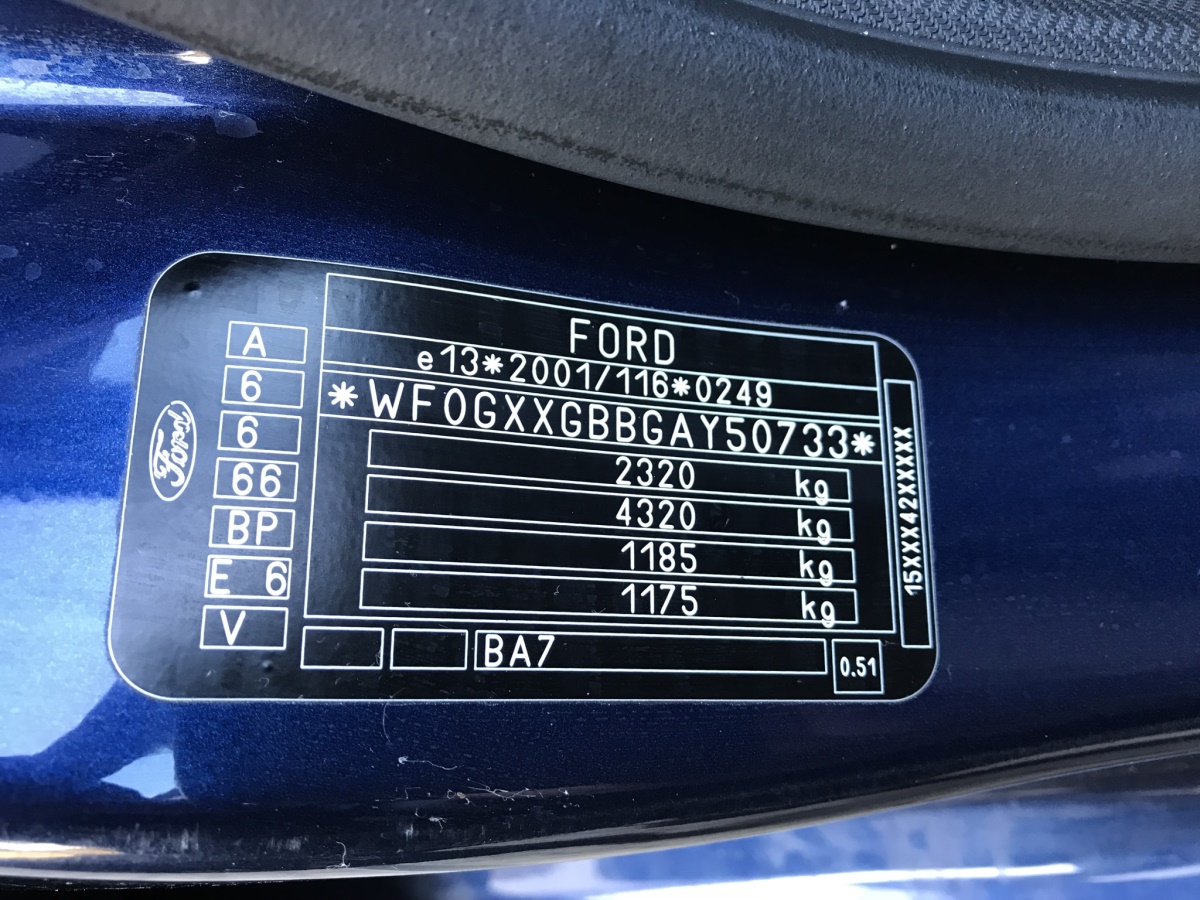 FORD
e13*2001/116*0249
*WF0GXXGBBGAY50733*
2320 kg
4320 kg
1185 kg
1175 kg
A
6
6
66
BP
E 6
V
BA7
0.51
15XXX42XXXXX
Ford